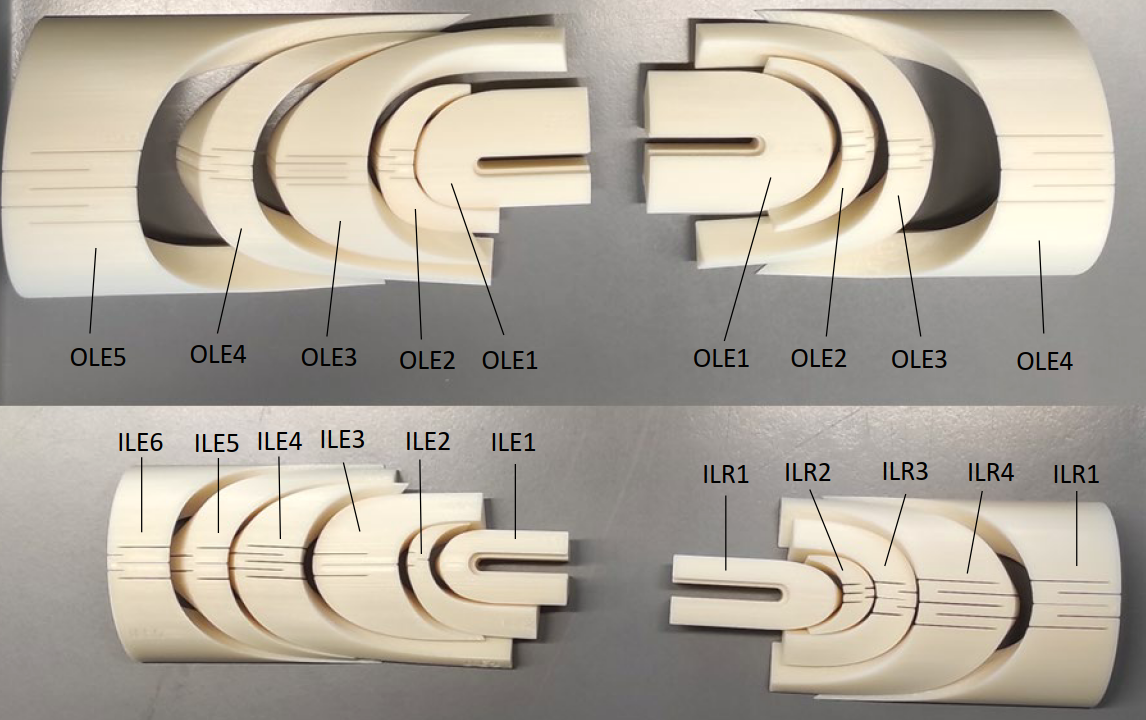 OLE5 OLE4 OLE3 OLE2 OLE1
OLE1 OLE2 OLE3 OLE4
ILE6 ILE5 ILE4 ILE3 ILE2 ILE1
ILR1 ILR2 ILR3 ILR4 ILR1